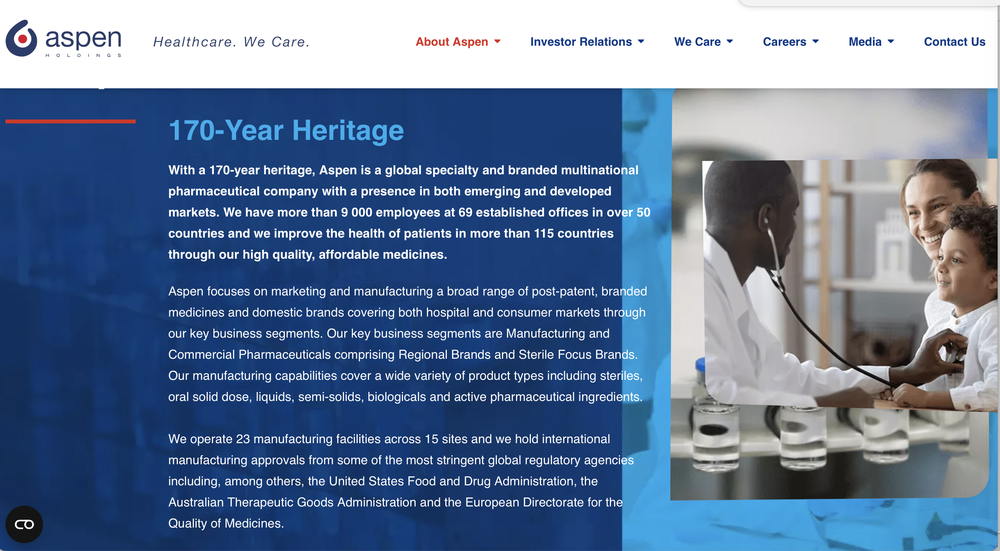 aspen
HOLDINGS
Healthcare. We Care.
About Aspen
Investor Relations
We Care
Careers
Media
Contact Us
170-Year Heritage
With a 170-year heritage, Aspen is a global specialty and branded multinational
pharmaceutical company with a presence in both emerging and developed
markets. We have more than 9 000 employees at 69 established offices in over 50
countries and we improve the health of patients in more than 115 countries
through our high quality, affordable medicines.
Aspen focuses on marketing and manufacturing a broad range of post-patent, branded
medicines and domestic brands covering both hospital and consumer markets through
our key business segments. Our key business segments are Manufacturing and
Commercial Pharmaceuticals comprising Regional Brands and Sterile Focus Brands.
Our manufacturing capabilities cover a wide variety of product types including steriles,
oral solid dose, liquids, semi-solids, biologicals and active pharmaceutical ingredients.
We operate 23 manufacturing facilities across 15 sites and we hold international
manufacturing approvals from some of the most stringent global regulatory agencies
including, among others, the United States Food and Drug Administration, the
Australian Therapeutic Goods Administration and the European Directorate for the
Quality of Medicines.